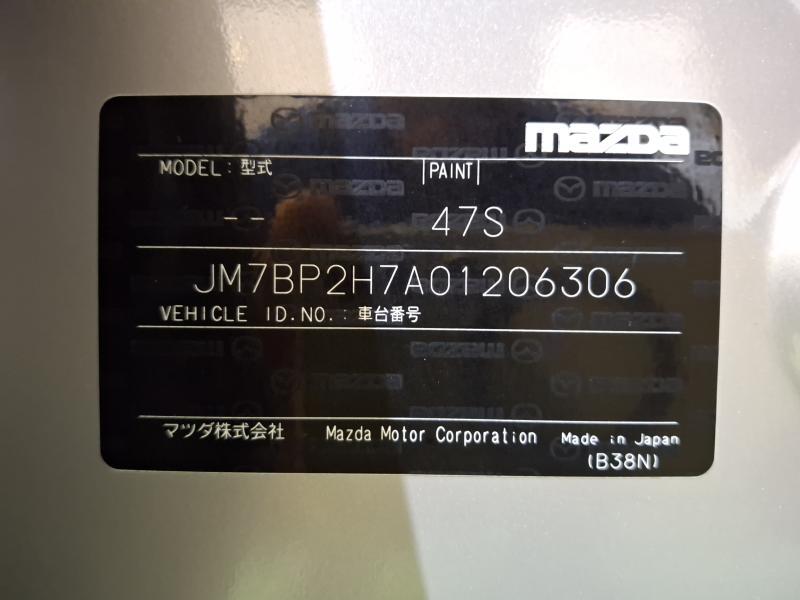 mazda
MODEL : 型式 |PAINT|
-- 47S
JM7BP2H7A01206306
VEHICLE ID.NO. : 車台番号
マツダ株式会社 Mazda Motor Corporation Made in Japan
(B38N)